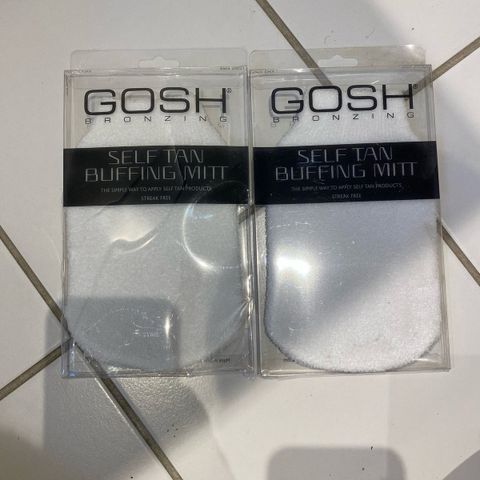 GOSH®
BRONZING
SELF TAN
BUFFING MITT
THE SIMPLE WAY TO APPLY SELF TAN PRODUCTS
STREAK FREE
GOSH®
BRONZING
SELF TAN
BUFFING MITT
THE SIMPLE WAY TO APPLY SELF TAN PRODUCTS
STREAK FREE